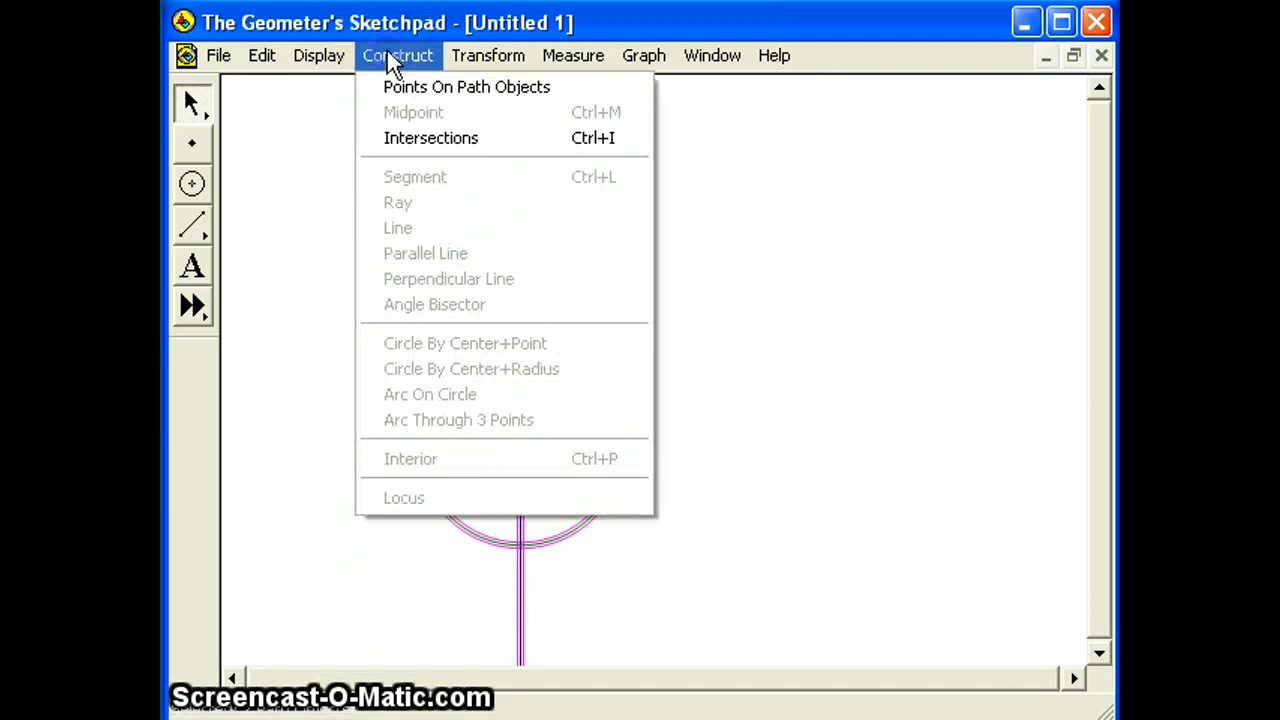 The Geometer's Sketchpad - [Untitled 1]
File Edit Display Construct Transform Measure Graph Window Help
Points On Path Objects
Midpoint Ctrl+M
Intersections Ctrl+I
Segment Ctrl+L
Ray
Line
Parallel Line
Perpendicular Line
Angle Bisector
Circle By Center+Point
Circle By Center+Radius
Arc On Circle
Arc Through 3 Points
Interior Ctrl+P
Locus
A
Screencast-O-Matic.com